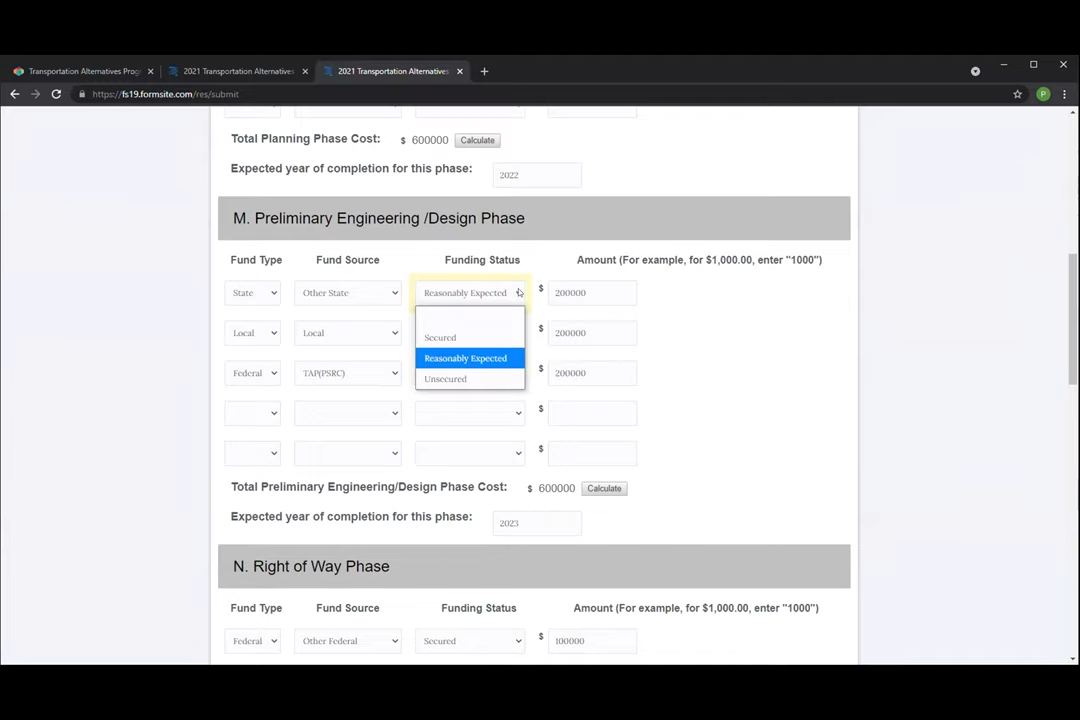 Transportation Alternatives Progr
2021 Transportation Alternatives
2021 Transportation Alternatives
https://fs19.formsite.com/res/submit
P
Total Planning Phase Cost: $ 600000 Calculate
Expected year of completion for this phase: 2022
M. Preliminary Engineering /Design Phase
Fund Type Fund Source Funding Status Amount (For example, for $1,000.00, enter "1000")
State Other State Reasonably Expected $ 200000
Secured
Reasonably Expected
Unsecured
Local Local $ 200000
Federal TAP(PSRC) $ 200000
$
$
Total Preliminary Engineering/Design Phase Cost: $ 600000 Calculate
Expected year of completion for this phase: 2023
N. Right of Way Phase
Fund Type Fund Source Funding Status Amount (For example, for $1,000.00, enter "1000")
Federal Other Federal Secured $ 100000